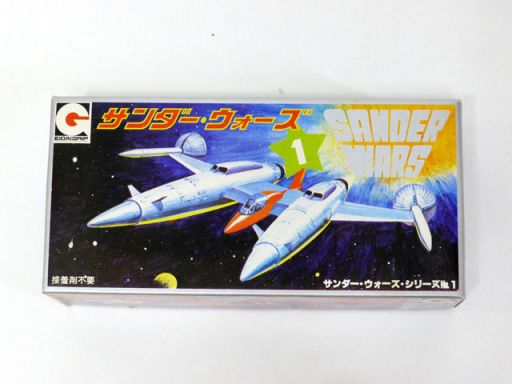 EIDAIGRIP
サンダー・ウォーズ
SANDER
WARS
1
接着剤不要
サンダー・ウォーズ・シリーズNo.1